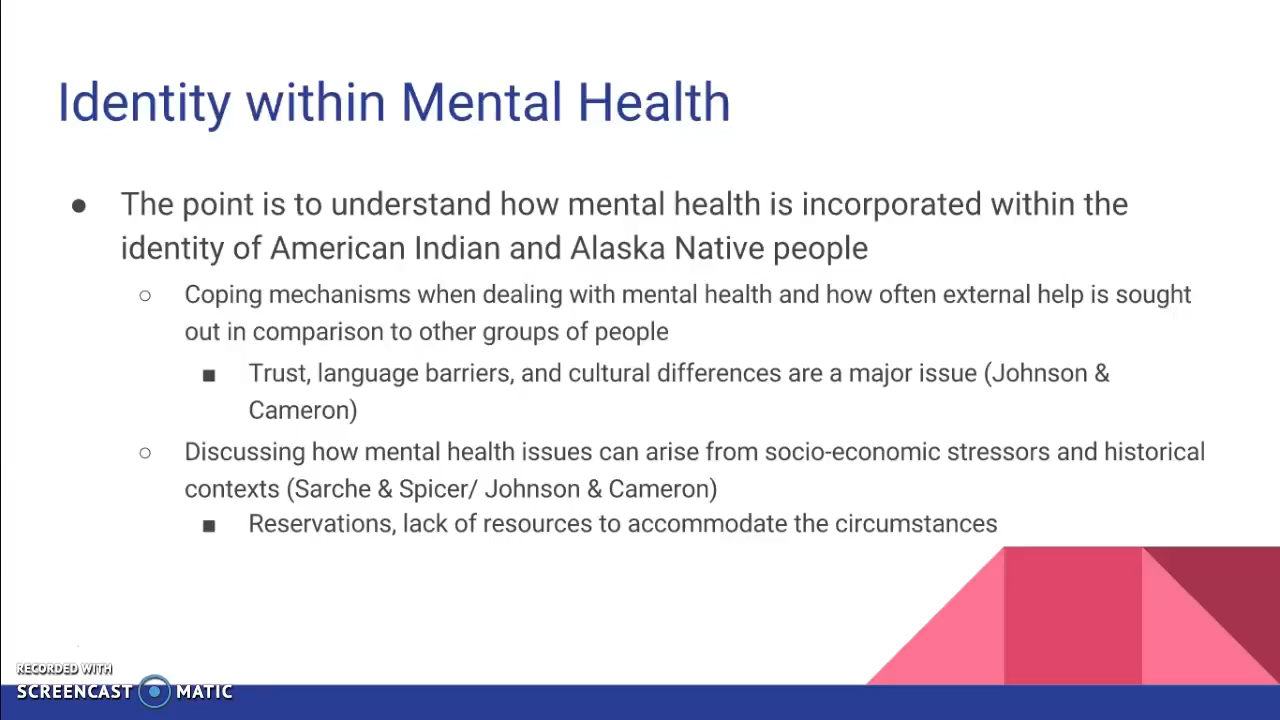 Identity within Mental Health
● The point is to understand how mental health is incorporated within the
identity of American Indian and Alaska Native people
○ Coping mechanisms when dealing with mental health and how often external help is sought
out in comparison to other groups of people
■ Trust, language barriers, and cultural differences are a major issue (Johnson &
Cameron)
○ Discussing how mental health issues can arise from socio-economic stressors and historical
contexts (Sarche & Spicer/ Johnson & Cameron)
■ Reservations, lack of resources to accommodate the circumstances
RECORDED WITH
SCREENCAST MATIC